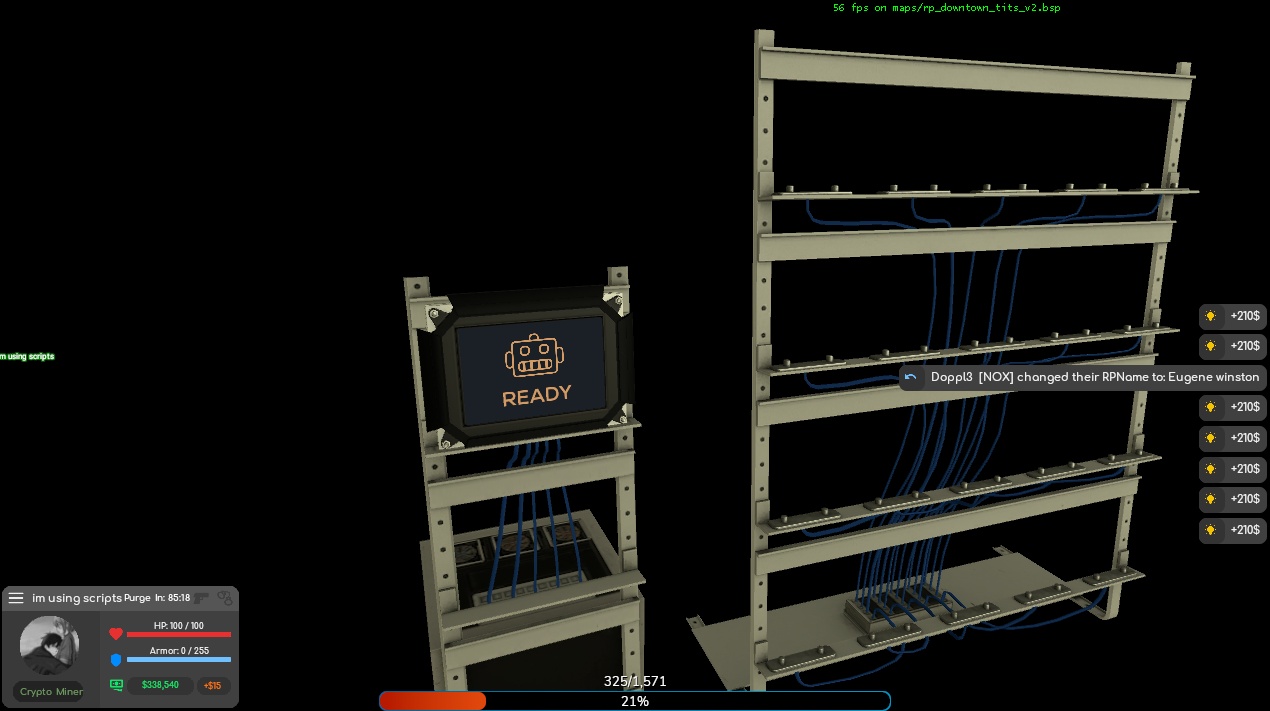 56 fps on maps/rp_downtown_tits_v2.bsp
+210$
+210$
m using scripts
Doppl3 [NOX] changed their RPName to: Eugene winston
READY
+210$
+210$
+210$
+210$
+210$
im using scripts Purge In: 85:18
HP: 100 / 100
Armor: 0 / 255
Crypto Miner
$338,540
+$15
325/1,571
21%